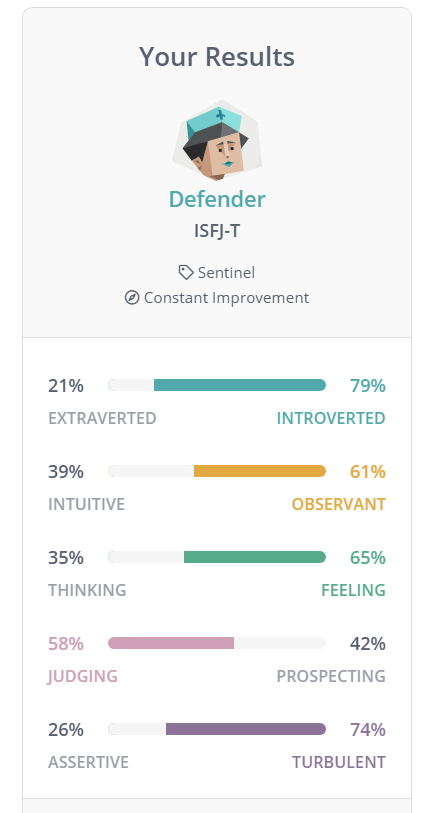 Your Results
Defender
ISFJ-T
Sentinel
Constant Improvement
21% 79%
EXTRAVERTED INTROVERTED
39% 61%
INTUITIVE OBSERVANT
35% 65%
THINKING FEELING
58% 42%
JUDGING PROSPECTING
26% 74%
ASSERTIVE TURBULENT